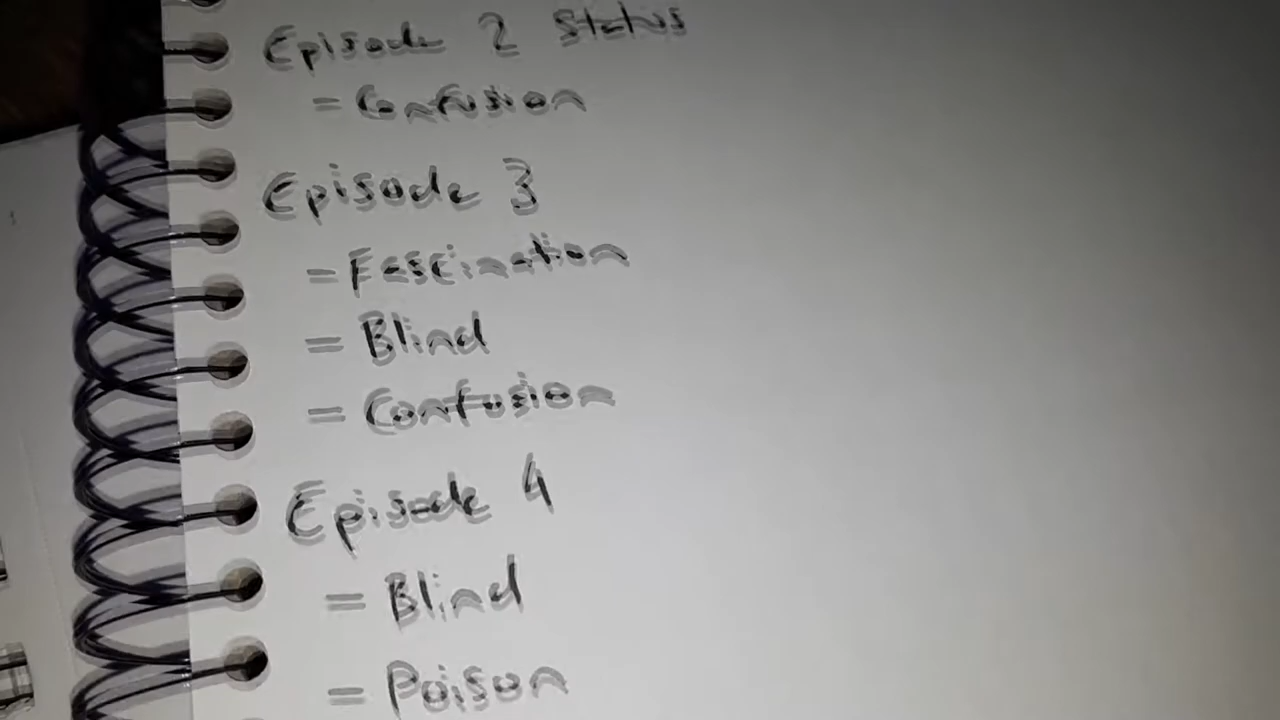 Episode 2 Status
= Confusion
Episode 3
= Fascination
= Blind
= Confusion
Episode 4
= Blind
= Poison